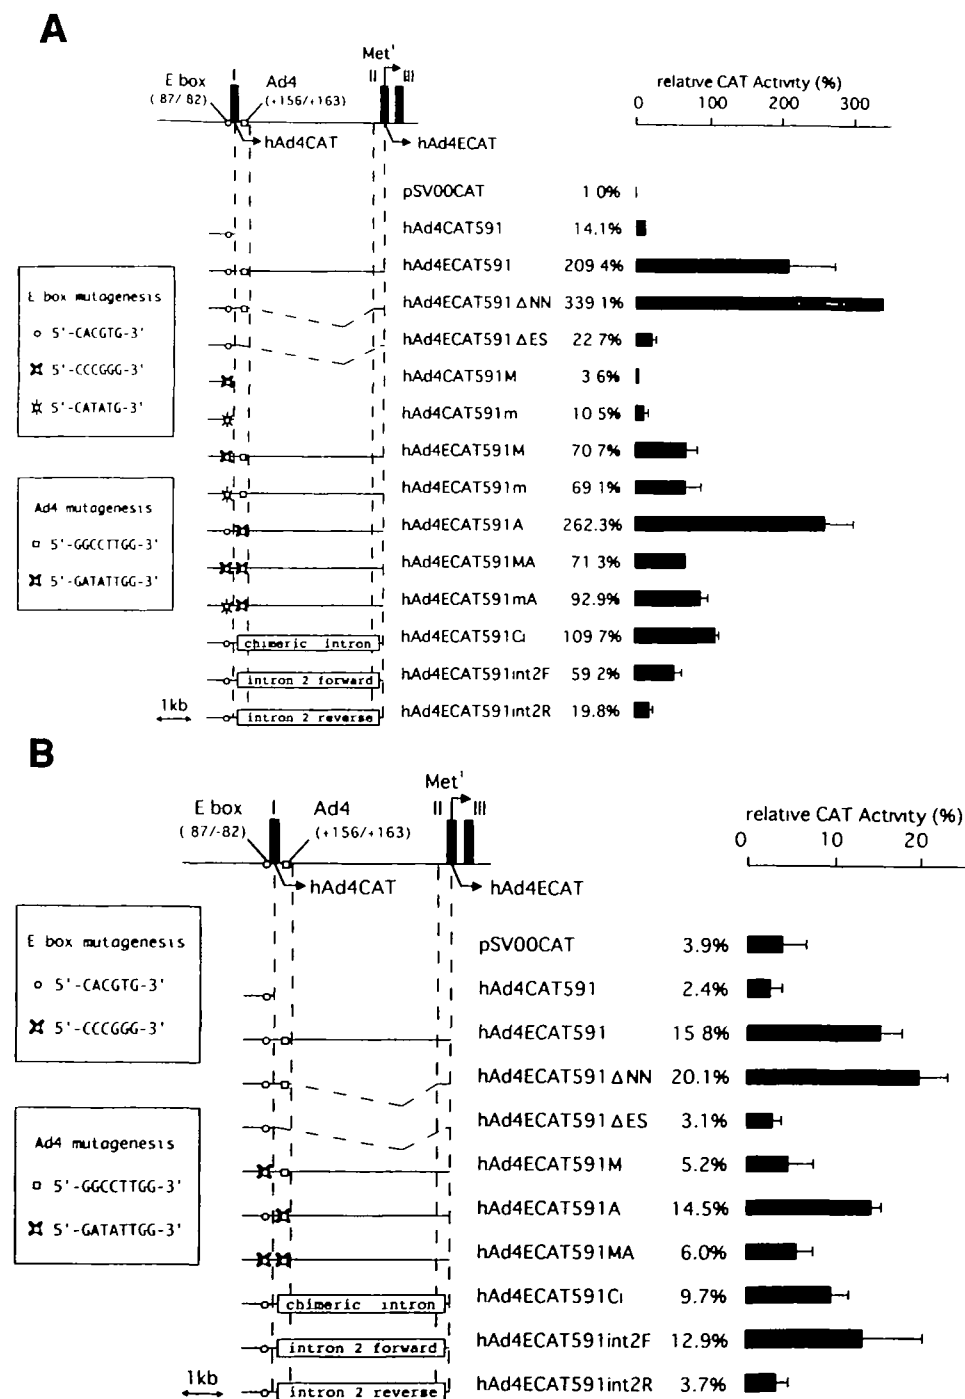 A
Met'
E box
Ad4
II
III
relative CAT Activity (%)
( 87/ 82)
(+156/+163)
0
100
200
300
hAd4CAT
hAd4ECAT
pSV00CAT 1 0%
hAd4CAT591 14.1%
hAd4ECAT591 209 4%
hAd4ECAT591ΔNN 339 1%
hAd4ECAT591ΔES 22 7%
hAd4CAT591M 3 6%
hAd4CAT591m 10 5%
hAd4ECAT591M 70 7%
hAd4ECAT591m 69 1%
hAd4ECAT591A 262.3%
hAd4ECAT591MA 71 3%
hAd4ECAT591mA 92.9%
chimeric intron hAd4ECAT591Ci 109 7%
intron 2 forward hAd4ECAT591int2F 59 2%
intron 2 reverse hAd4ECAT591int2R 19.8%
E box mutagenesis
5'-CACGTG-3'
5'-CCCGGG-3'
5'-CATATG-3'
Ad4 mutagenesis
5'-GGCCTTGG-3'
5'-GATATTGG-3'
1kb
B
Met'
E box
Ad4
II
III
relative CAT Activity (%)
( 87/-82)
(+156/+163)
0
10
20
hAd4CAT
hAd4ECAT
pSV00CAT 3.9%
hAd4CAT591 2.4%
hAd4ECAT591 15 8%
hAd4ECAT591ΔNN 20.1%
hAd4ECAT591ΔES 3.1%
hAd4ECAT591M 5.2%
hAd4ECAT591A 14.5%
hAd4ECAT591MA 6.0%
chimeric intron hAd4ECAT591Ci 9.7%
intron 2 forward hAd4ECAT591int2F 12.9%
intron 2 reverse hAd4ECAT591int2R 3.7%
E box mutagenesis
5'-CACGTG-3'
5'-CCCGGG-3'
Ad4 mutagenesis
5'-GGCCTTGG-3'
5'-GATATTGG-3'
1kb